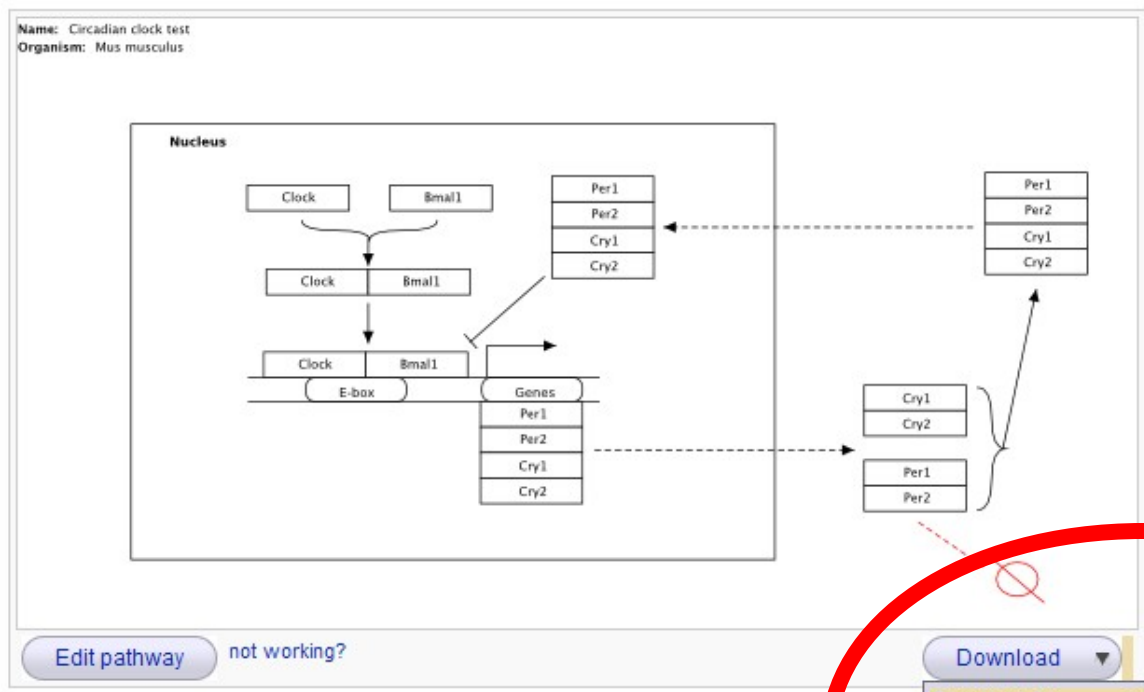 Name: Circadian clock test
Organism: Mus musculus
Nucleus
Clock
Bmal1
Per1
Per2
Cry1
Cry2
Per1
Per2
Cry1
Cry2
Clock
Bmal1
Clock
Bmal1
E-box
Genes
Per1
Per2
Cry1
Cry2
Cry1
Cry2
Per1
Per2
Edit pathway
not working?
Download